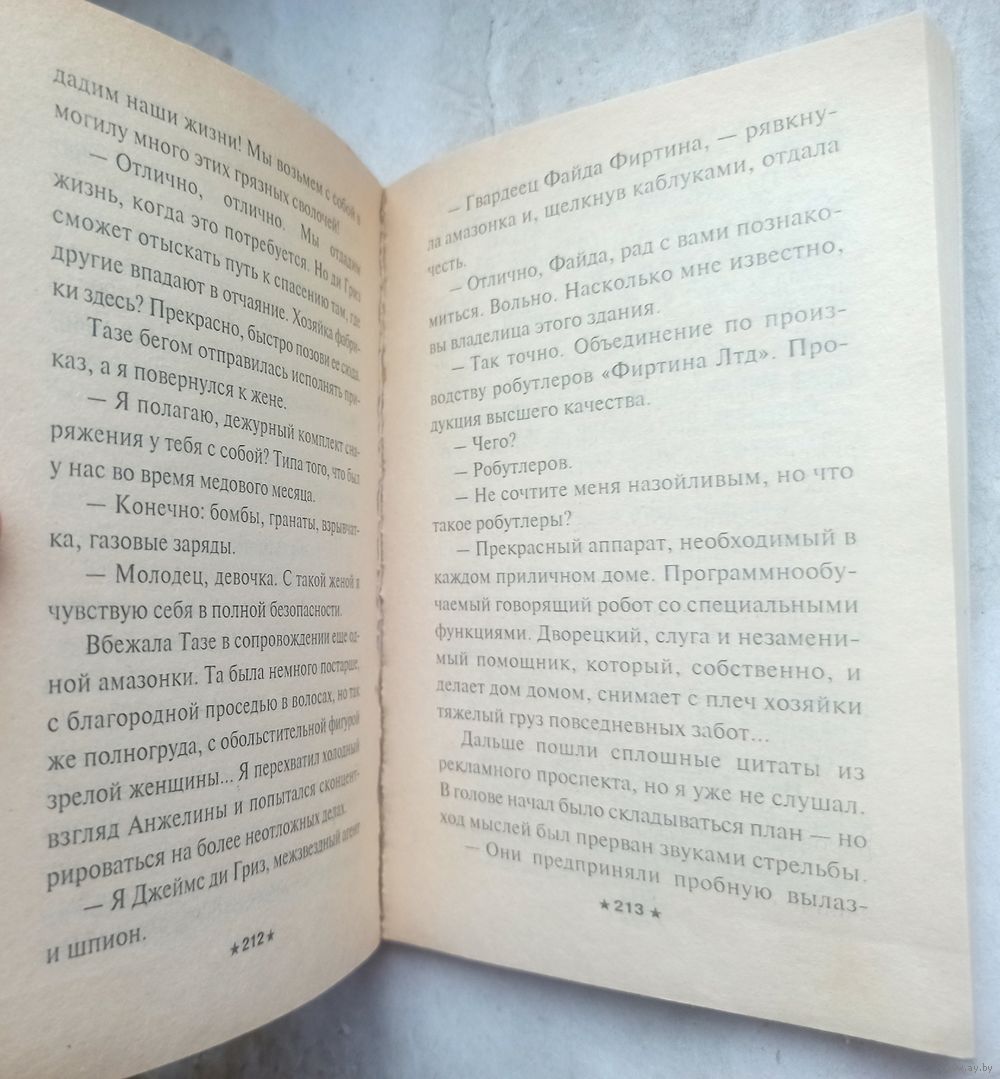 дадим наши жизни! Мы возьмем с собой в
могилу много этих грязных сволочей!
— Отлично, отлично. Мы отдадим
жизнь, когда это потребуется. Но ди Гриз
сможет отыскать путь к спасению там, где
другие впадают в отчаяние. Хозяйка фабри-
ки здесь? Прекрасно, быстро позови ее сюда.
Тазе бегом отправилась исполнять при-
каз, а я повернулся к жене.
— Я полагаю, дежурный комплект сна-
ряжения у тебя с собой? Типа того, что был
у нас во время медового месяца.
— Конечно: бомбы, гранаты, взрывчат-
ка, газовые заряды.
— Молодец, девочка. С такой женой я
чувствую себя в полной безопасности.
Вбежала Тазе в сопровождении еще од-
ной амазонки. Та была немного постарше,
с благородной проседью в волосах, но так
же полногруда, с обольстительной фигурой
зрелой женщины... Я перехватил холодный
взгляд Анжелины и попытался сконцент-
рироваться на более неотложных делах.
— Я Джеймс ди Гриз, межзвездный агент
и шпион.
★212★
— Гвардеец Файда Фиртина, — рявкну-
ла амазонка и, щелкнув каблуками, отдала
честь.
— Отлично, Файда, рад с вами познако-
миться. Вольно. Насколько мне известно,
вы владелица этого здания.
— Так точно. Объединение по произ-
водству робутлеров «Фиртина Лтд». Про-
дукция высшего качества.
— Чего?
— Робутлеров.
— Не сочтите меня назойливым, но что
такое робутлеры?
— Прекрасный аппарат, необходимый в
каждом приличном доме. Программнообу-
чаемый говорящий робот со специальными
функциями. Дворецкий, слуга и незамени-
мый помощник, который, собственно, и
делает дом домом, снимает с плеч хозяйки
тяжелый груз повседневных забот...
Дальше пошли сплошные цитаты из
рекламного проспекта, но я уже не слушал.
В голове начал было складываться план — но
ход мыслей был прерван звуками стрельбы.
— Они предприняли пробную вылаз-
★213★
www.ay.by